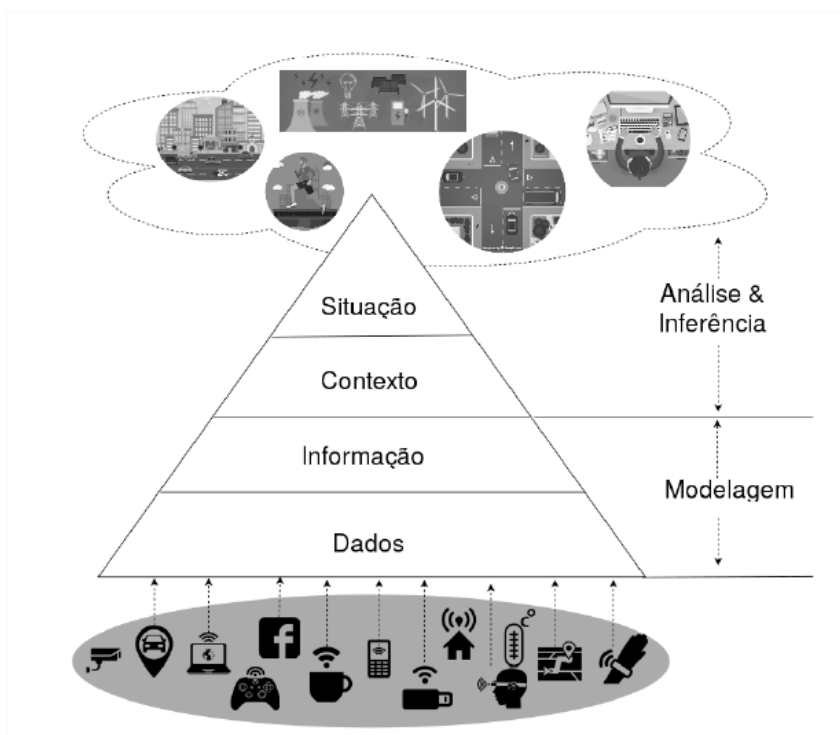 Situação
Análise &
Inferência
Contexto
Informação
Modelagem
Dados
°C